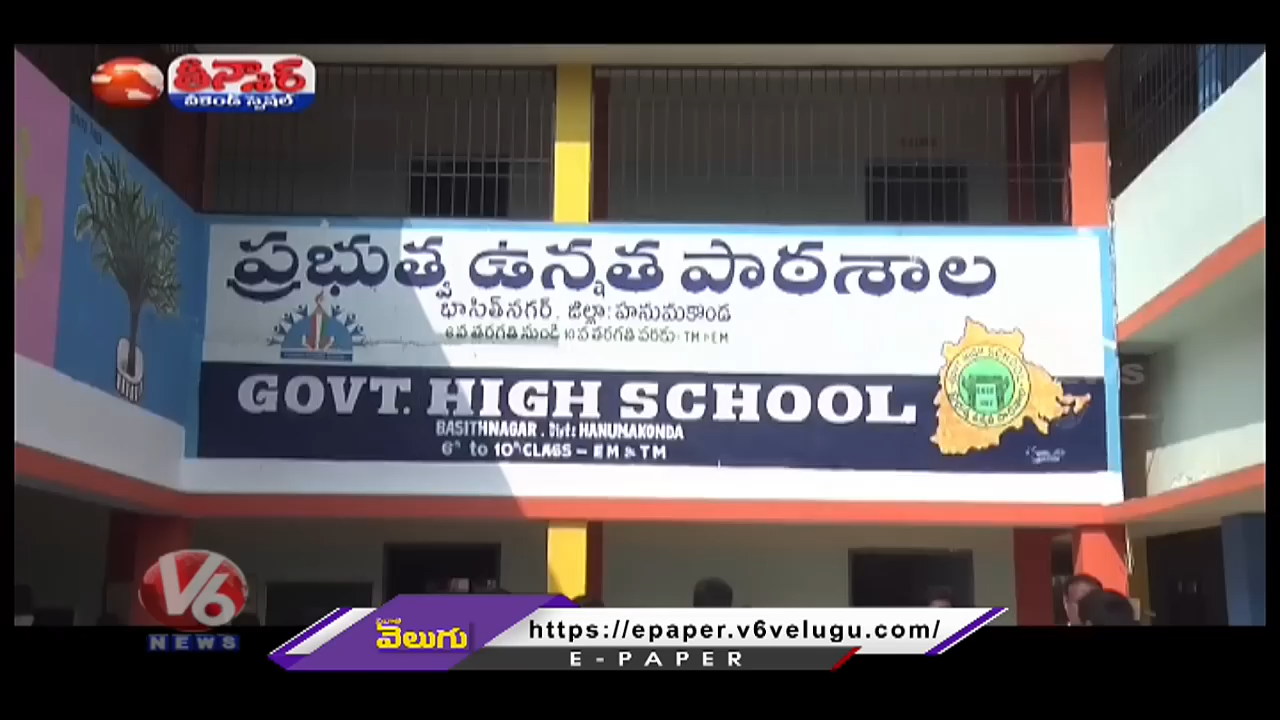 తీన్మార్
వీకెండ్ స్పెషల్
ప్రభుత్వ ఉన్నత పాఠశాల
భాసిత్‌నగర్. జిల్లా: హనుమకొండ
6వ తరగతి నుండి 10వ తరగతి వరకు- TM & EM
GOVT. HIGH SCHOOL
BASITHNAGAR. Dist: HANUMAKONDA
6th to 10th CLASS - EM & TM
V6
NEWS
వెలుగు
https://epaper.v6velugu.com/
E-PAPER